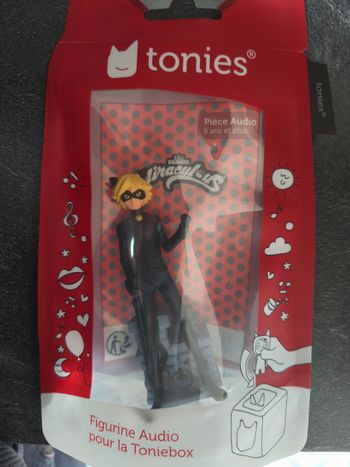 tonies®
tonies®
Pièce Audio
6 ans et plus
Miraculous
Figurine Audio
pour la Toniebox